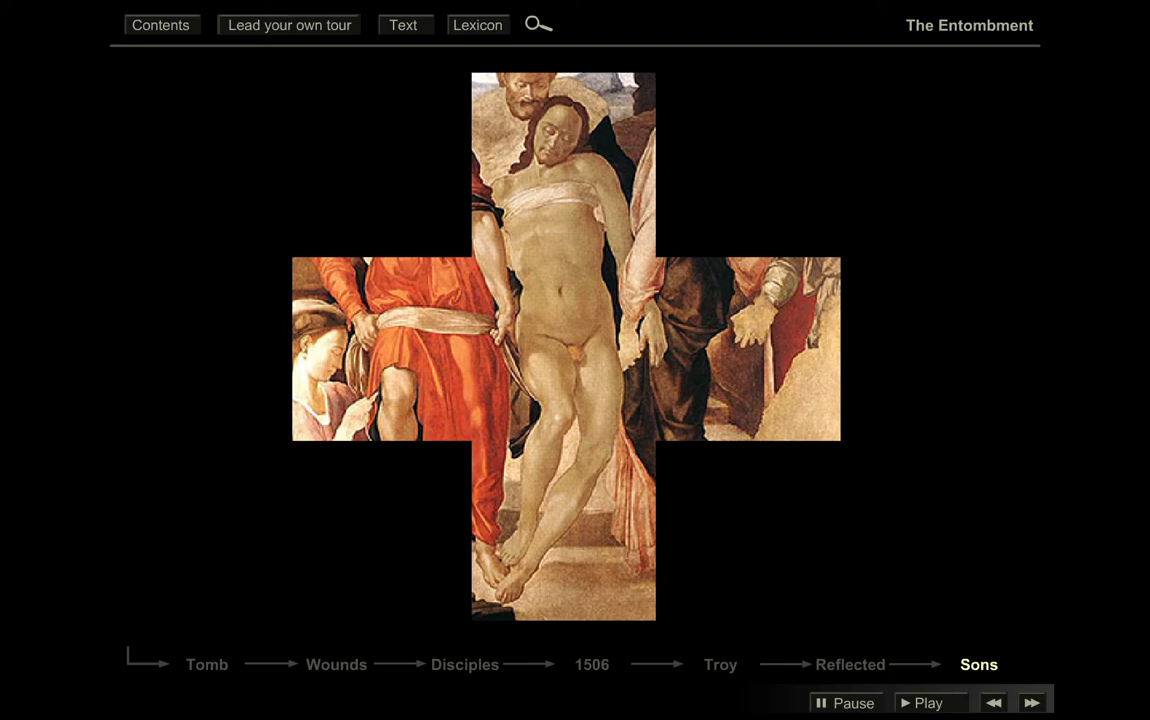 Contents Lead your own tour Text Lexicon The Entombment
Tomb Wounds Disciples 1506 Troy Reflected Sons
Pause Play